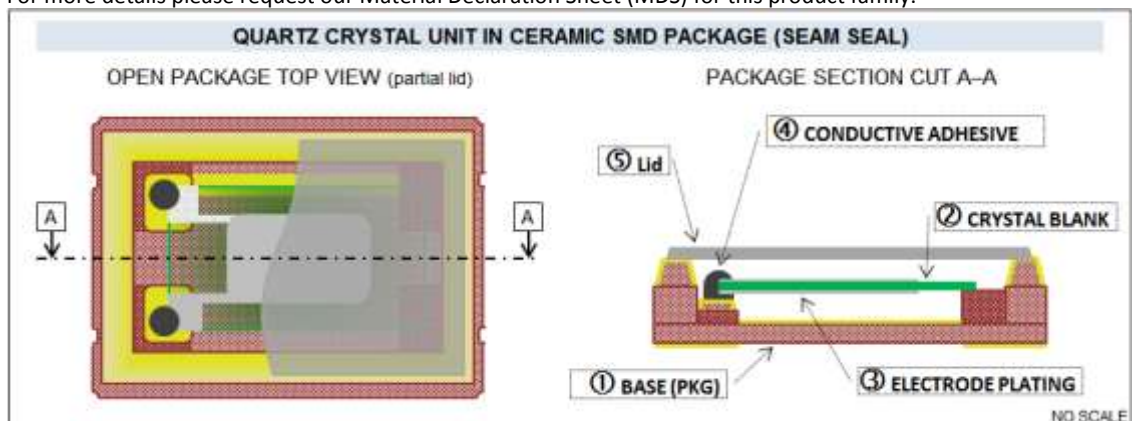 For more details please request our Material Declaration Sheet (MDS) for this product family.
QUARTZ CRYSTAL UNIT IN CERAMIC SMD PACKAGE (SEAM SEAL)
OPEN PACKAGE TOP VIEW (partial lid)
PACKAGE SECTION CUT A–A
④ CONDUCTIVE ADHESIVE
⑤ Lid
A
A
② CRYSTAL BLANK
① BASE (PKG)
③ ELECTRODE PLATING
NO SCALE